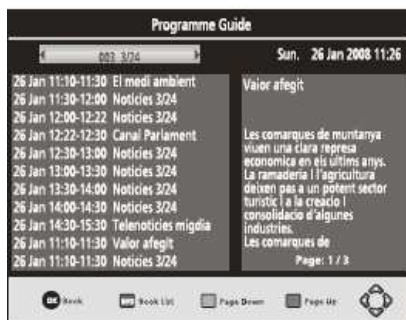 Programme Guide
003 3/24
Sun. 26 Jan 2008 11:26
26 Jan 11:10-11:30 El medi ambient
26 Jan 11:30-12:00 Noticies 3/24
26 Jan 12:00-12:22 Noticies 3/24
26 Jan 12:22-12:30 Canal Parlament
26 Jan 12:30-13:00 Noticies 3/24
26 Jan 13:00-13:30 Noticies 3/24
26 Jan 13:30-14:00 Noticies 3/24
26 Jan 14:00-14:30 Noticies 3/24
26 Jan 14:30-15:30 Telenoticies migdia
26 Jan 11:10-11:30 Valor afegit
26 Jan 11:10-11:30 Noticies 3/24
Vaior afegit
Les comarques de muntanya
viuen una clara represa
economica en els ultims anys.
La ramaderia i l'agricultura
deixen pas a un potent sector
turistic i a la creacio i
consolidacio d'algunes
industries.
Les comarques de
Page: 1 / 3
OK Book
Book List
Page Down
Page Up